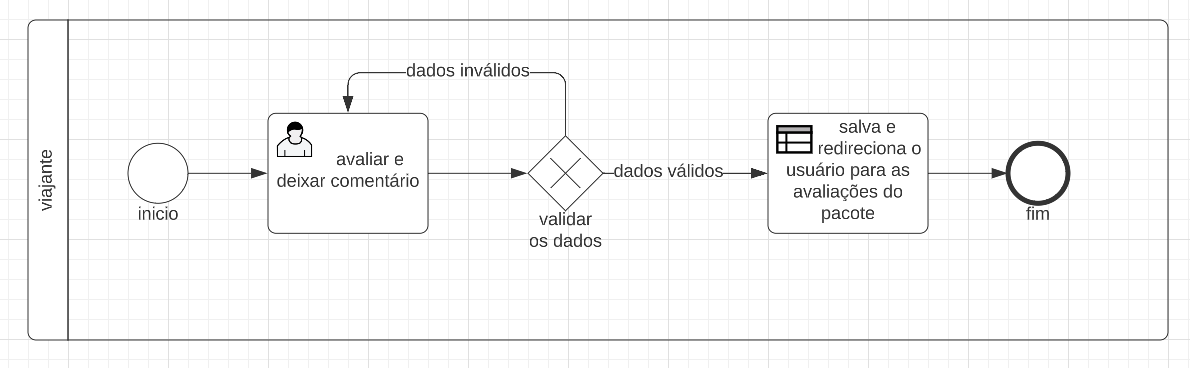 viajante
inicio
dados inválidos
avaliar e
deixar comentário
validar
os dados
dados válidos
salva e
redireciona o
usuário para as
avaliações do
pacote
fim